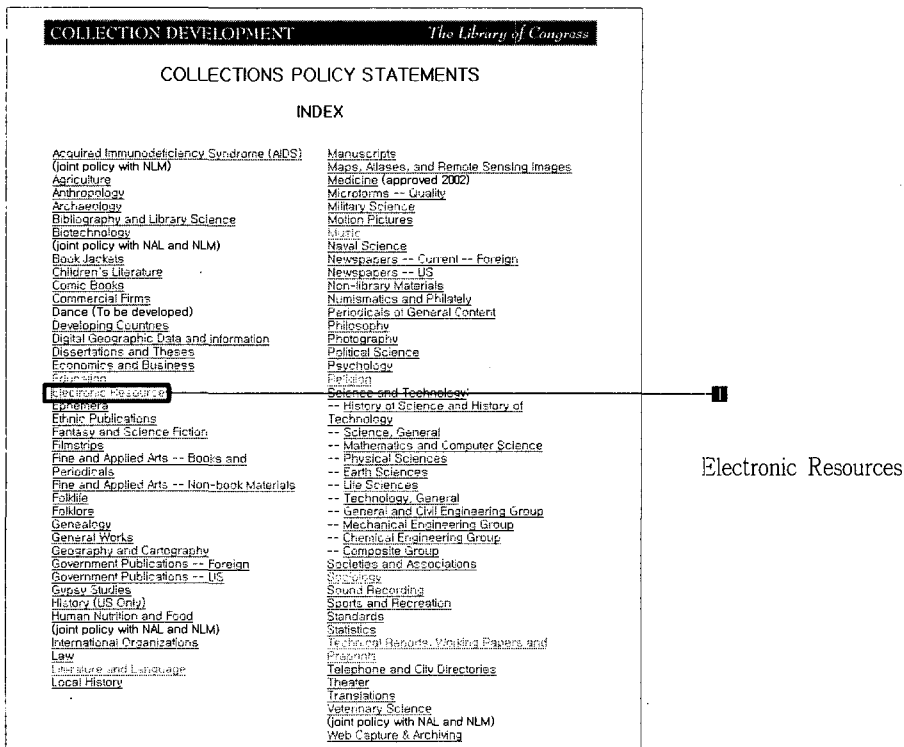 COLLECTION DEVELOPMENT The Library of Congress
COLLECTIONS POLICY STATEMENTS
INDEX
Acquired Immunodeficiency Syndrome (AIDS)
(joint policy with NLM)
Agriculture
Anthropology
Archaeology
Bibliography and Library Science
Biotechnology
(joint policy with NAL and NLM)
Book Jackets
Children's Literature
Comic Books
Commercial Firms
Dance (To be developed)
Developing Countries
Digital Geographic Data and Information
Dissertations and Theses
Economics and Business
Education
Electronic Resource
Ephemera
Ethnic Publications
Fantasy and Science Fiction
Filmstrips
Fine and Applied Arts -- Books and
Periodicals
Fine and Applied Arts -- Non-book Materials
Folklife
Folklore
Genealogy
General Works
Geography and Cartography
Government Publications -- Foreign
Government Publications -- US
Gypsy Studies
History (US Only)
Human Nutrition and Food
(joint policy with NAL and NLM)
International Organizations
Law
Literature and Language
Local History
Manuscripts
Maps, Atlases, and Remote Sensing Images
Medicine (approved 2002)
Microforms -- Quality
Military Science
Motion Pictures
Music
Naval Science
Newspapers -- Current -- Foreign
Newspapers -- US
Non-library Materials
Numismatics and Philately
Periodicals of General Content
Philosophy
Photography
Political Science
Psychology
Religion
Science and Technology:
-- History of Science and History of
Technology
-- Science, General
-- Mathematics and Computer Science
-- Physical Sciences
-- Earth Sciences
-- Life Sciences
-- Technology, General
-- General and Civil Engineering Group
-- Mechanical Engineering Group
-- Chemical Engineering Group
-- Composite Group
Societies and Associations
Sociology
Sound Recording
Sports and Recreation
Standards
Statistics
Technical Reports, Working Papers and
Preprints
Telephone and City Directories
Theater
Translations
Veterinary Science
(joint policy with NAL and NLM)
Web Capture & Archiving
Electronic Resources